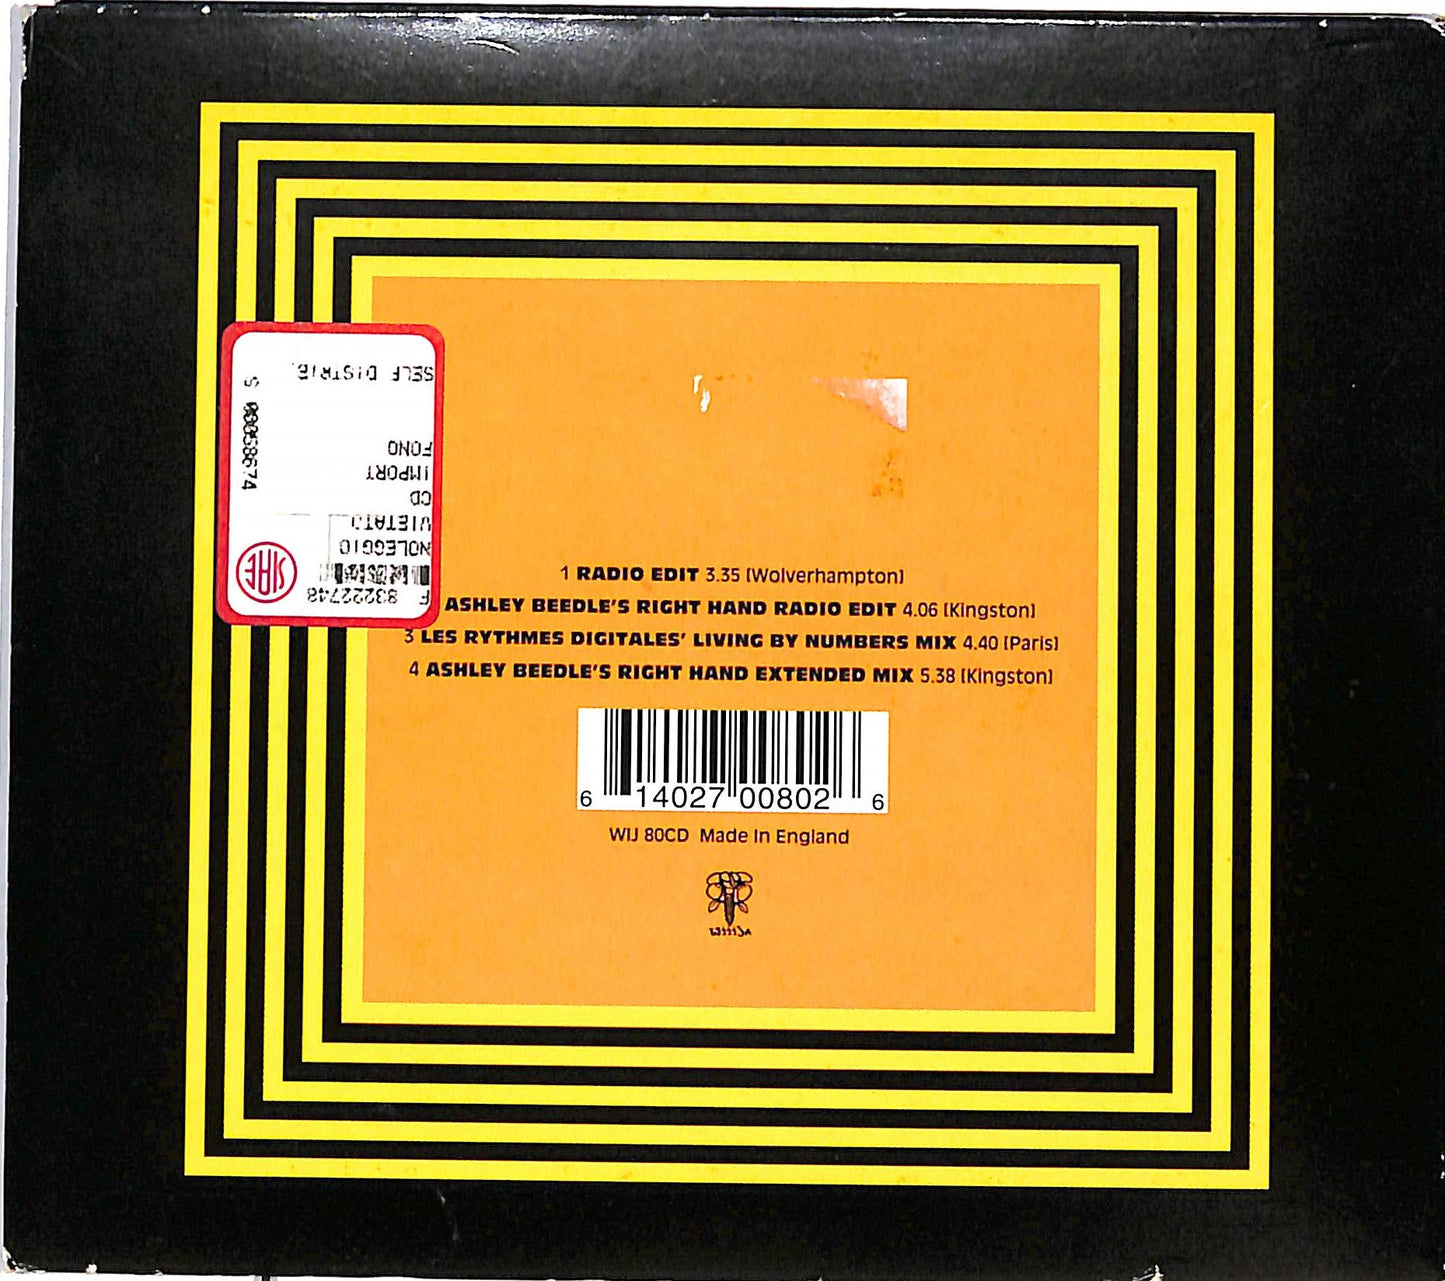 SELF DISTRIB.
S 00058674
FONO
IMPORT
CD
VIETATO
NOLEGGIO
SIAE
F 83222748
1 RADIO EDIT 3.35 [Wolverhampton]
ASHLEY BEEDLE'S RIGHT HAND RADIO EDIT 4.06 [Kingston]
3 LES RYTHMES DIGITALES' LIVING BY NUMBERS MIX 4.40 [Paris]
4 ASHLEY BEEDLE'S RIGHT HAND EXTENDED MIX 5.38 [Kingston]
6 14027 00802 6
WIJ 80CD Made In England